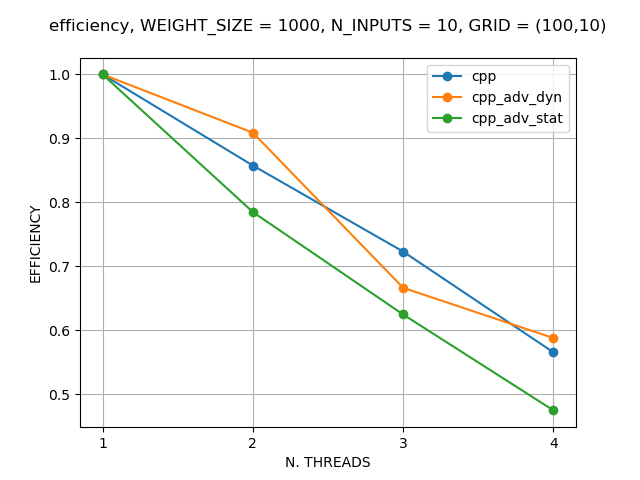 efficiency, WEIGHT_SIZE = 1000, N_INPUTS = 10, GRID = (100,10)
cpp
cpp_adv_dyn
cpp_adv_stat
EFFICIENCY
1.0
0.9
0.8
0.7
0.6
0.5
1 2 3 4
N. THREADS